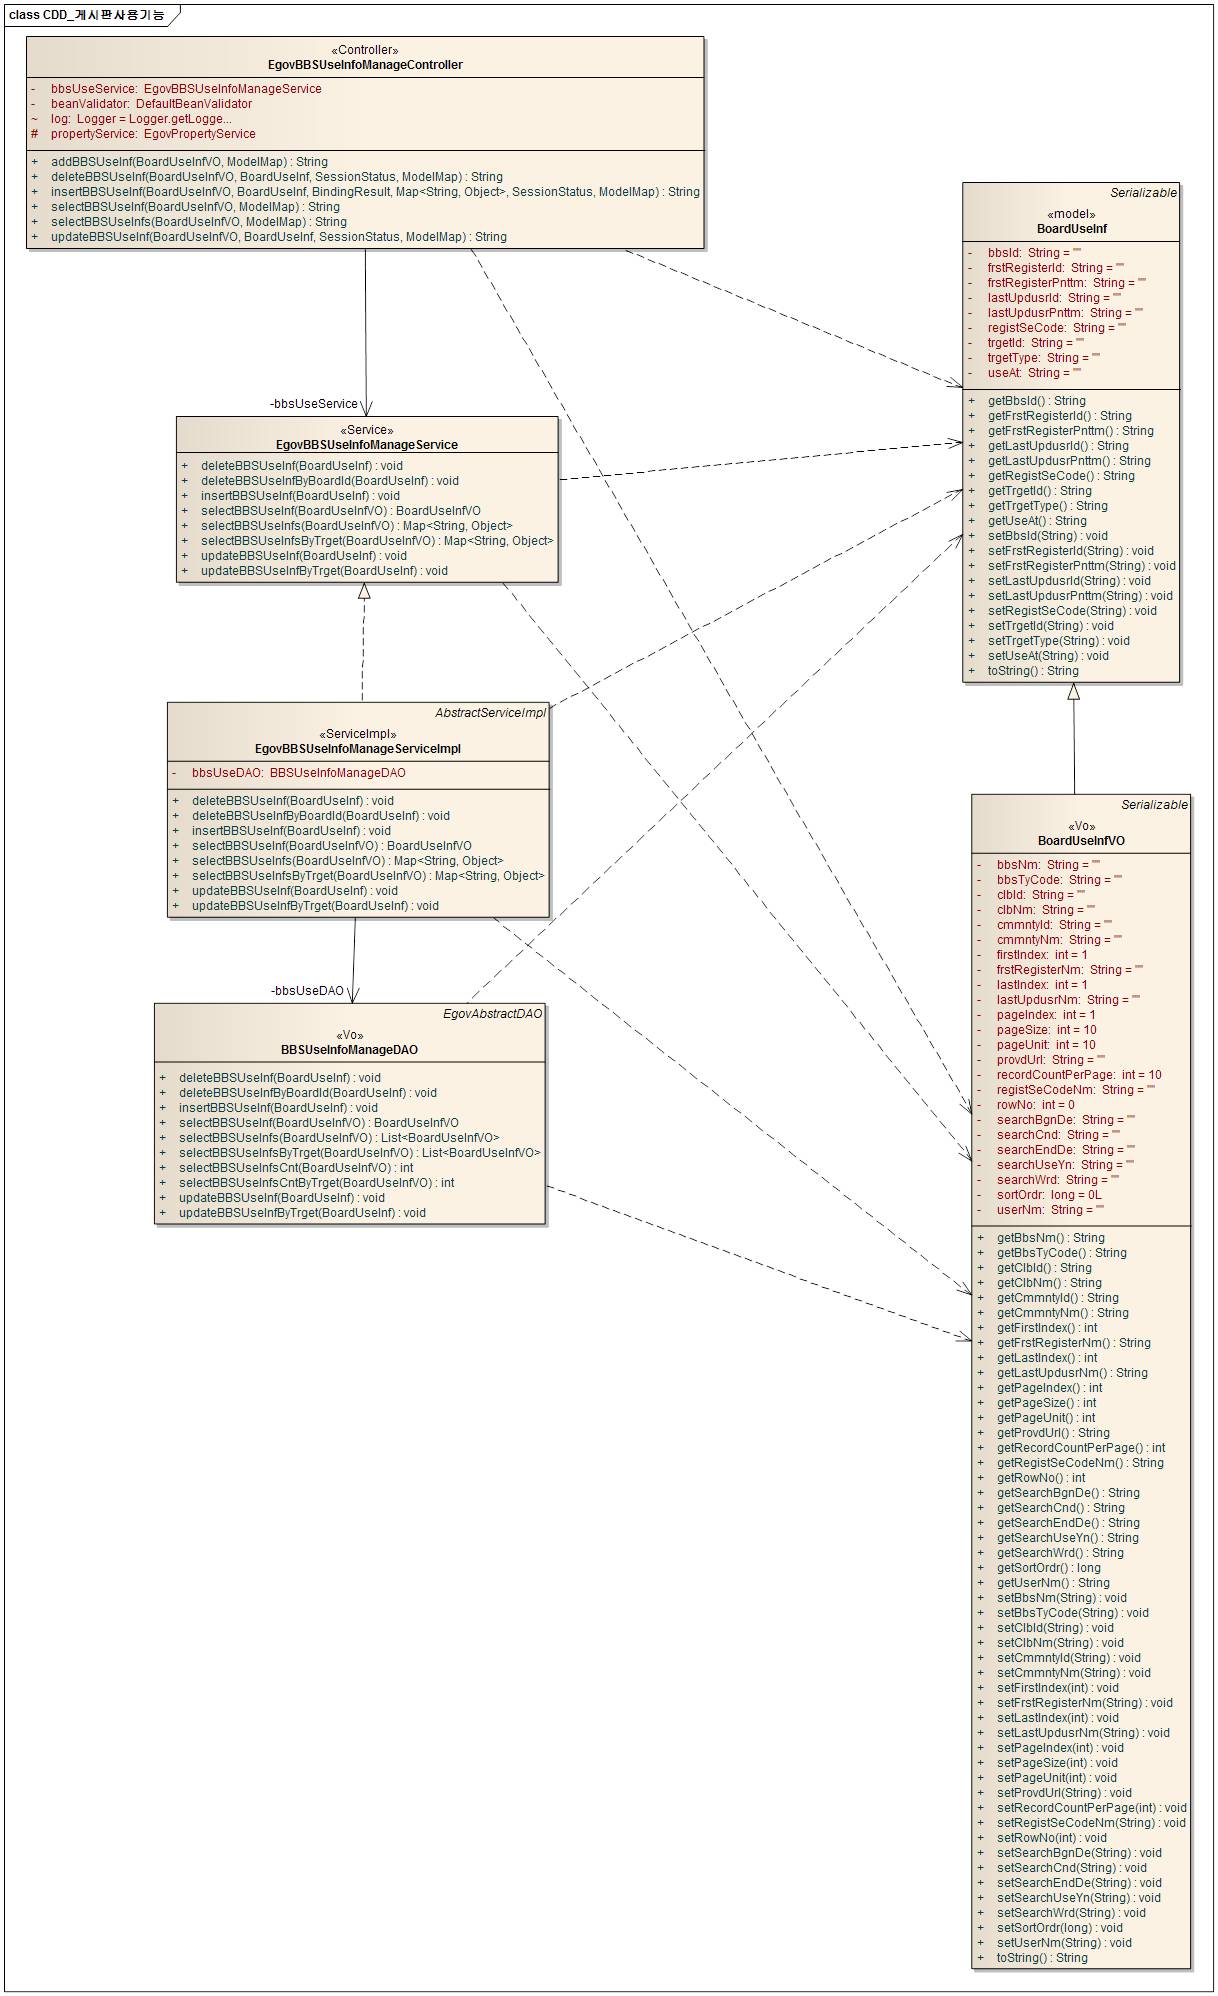 class CDD_게시판사용기능
«Controller»
EgovBBSUseInfoManageController
- bbsUseService: EgovBBSUseInfoManageService
- beanValidator: DefaultBeanValidator
~ log: Logger = Logger.getLogge...
# propertyService: EgovPropertyService
+ addBBSUseInf(BoardUseInfVO, ModelMap) : String
+ deleteBBSUseInf(BoardUseInfVO, BoardUseInf, SessionStatus, ModelMap) : String
+ insertBBSUseInf(BoardUseInfVO, BoardUseInf, BindingResult, Map<String, Object>, SessionStatus, ModelMap) : String
+ selectBBSUseInf(BoardUseInfVO, ModelMap) : String
+ selectBBSUseInfs(BoardUseInfVO, ModelMap) : String
+ updateBBSUseInf(BoardUseInfVO, BoardUseInf, SessionStatus, ModelMap) : String
Serializable
«model»
BoardUseInf
- bbsId: String = ""
- frstRegisterId: String = ""
- frstRegisterPnttm: String = ""
- lastUpdusrId: String = ""
- lastUpdusrPnttm: String = ""
- registSeCode: String = ""
- trgetId: String = ""
- trgetType: String = ""
- useAt: String = ""
+ getBbsId() : String
+ getFrstRegisterId() : String
+ getFrstRegisterPnttm() : String
+ getLastUpdusrId() : String
+ getLastUpdusrPnttm() : String
+ getRegistSeCode() : String
+ getTrgetId() : String
+ getTrgetType() : String
+ getUseAt() : String
+ setBbsId(String) : void
+ setFrstRegisterId(String) : void
+ setFrstRegisterPnttm(String) : void
+ setLastUpdusrId(String) : void
+ setLastUpdusrPnttm(String) : void
+ setRegistSeCode(String) : void
+ setTrgetId(String) : void
+ setTrgetType(String) : void
+ setUseAt(String) : void
+ toString() : String
-bbsUseService
«Service»
EgovBBSUseInfoManageService
+ deleteBBSUseInf(BoardUseInf) : void
+ deleteBBSUseInfByBoardId(BoardUseInf) : void
+ insertBBSUseInf(BoardUseInf) : void
+ selectBBSUseInf(BoardUseInfVO) : BoardUseInfVO
+ selectBBSUseInfs(BoardUseInfVO) : Map<String, Object>
+ selectBBSUseInfsByTrget(BoardUseInfVO) : Map<String, Object>
+ updateBBSUseInf(BoardUseInf) : void
+ updateBBSUseInfByTrget(BoardUseInf) : void
AbstractServiceImpl
«ServiceImpl»
EgovBBSUseInfoManageServiceImpl
- bbsUseDAO: BBSUseInfoManageDAO
+ deleteBBSUseInf(BoardUseInf) : void
+ deleteBBSUseInfByBoardId(BoardUseInf) : void
+ insertBBSUseInf(BoardUseInf) : void
+ selectBBSUseInf(BoardUseInfVO) : BoardUseInfVO
+ selectBBSUseInfs(BoardUseInfVO) : Map<String, Object>
+ selectBBSUseInfsByTrget(BoardUseInfVO) : Map<String, Object>
+ updateBBSUseInf(BoardUseInf) : void
+ updateBBSUseInfByTrget(BoardUseInf) : void
-bbsUseDAO
EgovAbstractDAO
«Vo»
BBSUseInfoManageDAO
+ deleteBBSUseInf(BoardUseInf) : void
+ deleteBBSUseInfByBoardId(BoardUseInf) : void
+ insertBBSUseInf(BoardUseInf) : void
+ selectBBSUseInf(BoardUseInfVO) : BoardUseInfVO
+ selectBBSUseInfs(BoardUseInfVO) : List<BoardUseInfVO>
+ selectBBSUseInfsByTrget(BoardUseInfVO) : List<BoardUseInfVO>
+ selectBBSUseInfsCnt(BoardUseInfVO) : int
+ selectBBSUseInfsCntByTrget(BoardUseInfVO) : int
+ updateBBSUseInf(BoardUseInf) : void
+ updateBBSUseInfByTrget(BoardUseInf) : void
Serializable
«Vo»
BoardUseInfVO
- bbsNm: String = ""
- bbsTyCode: String = ""
- clbId: String = ""
- clbNm: String = ""
- cmmntyId: String = ""
- cmmntyNm: String = ""
- firstIndex: int = 1
- frstRegisterNm: String = ""
- lastIndex: int = 1
- lastUpdusrNm: String = ""
- pageIndex: int = 1
- pageSize: int = 10
- pageUnit: int = 10
- provdUrl: String = ""
- recordCountPerPage: int = 10
- registSeCodeNm: String = ""
- rowNo: int = 0
- searchBgnDe: String = ""
- searchCnd: String = ""
- searchEndDe: String = ""
- searchUseYn: String = ""
- searchWrd: String = ""
- sortOrdr: long = 0L
- userNm: String = ""
+ getBbsNm() : String
+ getBbsTyCode() : String
+ getClbId() : String
+ getClbNm() : String
+ getCmmntyId() : String
+ getCmmntyNm() : String
+ getFirstIndex() : int
+ getFrstRegisterNm() : String
+ getLastIndex() : int
+ getLastUpdusrNm() : String
+ getPageIndex() : int
+ getPageSize() : int
+ getPageUnit() : int
+ getProvdUrl() : String
+ getRecordCountPerPage() : int
+ getRegistSeCodeNm() : String
+ getRowNo() : int
+ getSearchBgnDe() : String
+ getSearchCnd() : String
+ getSearchEndDe() : String
+ getSearchUseYn() : String
+ getSearchWrd() : String
+ getSortOrdr() : long
+ getUserNm() : String
+ setBbsNm(String) : void
+ setBbsTyCode(String) : void
+ setClbId(String) : void
+ setClbNm(String) : void
+ setCmmntyId(String) : void
+ setCmmntyNm(String) : void
+ setFirstIndex(int) : void
+ setFrstRegisterNm(String) : void
+ setLastIndex(int) : void
+ setLastUpdusrNm(String) : void
+ setPageIndex(int) : void
+ setPageSize(int) : void
+ setPageUnit(int) : void
+ setProvdUrl(String) : void
+ setRecordCountPerPage(int) : void
+ setRegistSeCodeNm(String) : void
+ setRowNo(int) : void
+ setSearchBgnDe(String) : void
+ setSearchCnd(String) : void
+ setSearchEndDe(String) : void
+ setSearchUseYn(String) : void
+ setSearchWrd(String) : void
+ setSortOrdr(long) : void
+ setUserNm(String) : void
+ toString() : String